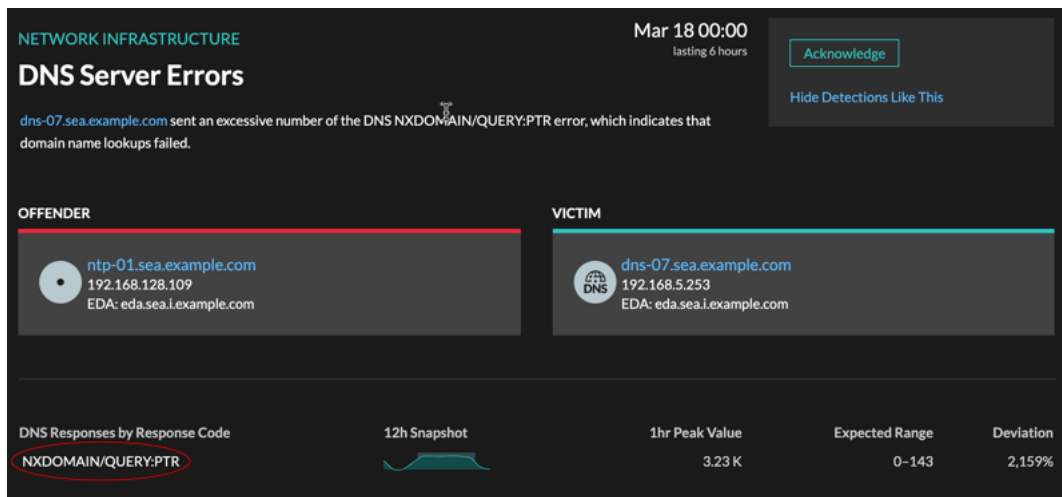 NETWORK INFRASTRUCTURE
DNS Server Errors
Mar 18 00:00
lasting 6 hours
Acknowledge
Hide Detections Like This
dns-07.sea.example.com sent an excessive number of the DNS NXDOMAIN/QUERY:PTR error, which indicates that
domain name lookups failed.
OFFENDER
ntp-01.sea.example.com
192.168.128.109
EDA: eda.sea.i.example.com
VICTIM
DNS
dns-07.sea.example.com
192.168.5.253
EDA: eda.sea.i.example.com
DNS Responses by Response Code 12h Snapshot 1hr Peak Value Expected Range Deviation
NXDOMAIN/QUERY:PTR 3.23 K 0–143 2,159%